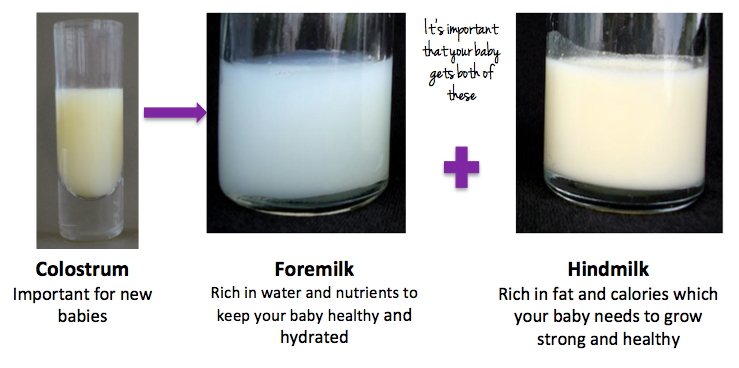 It's important
that your baby
gets both of
these
Colostrum
Important for new
babies
Foremilk
Rich in water and nutrients to
keep your baby healthy and
hydrated
Hindmilk
Rich in fat and calories which
your baby needs to grow
strong and healthy